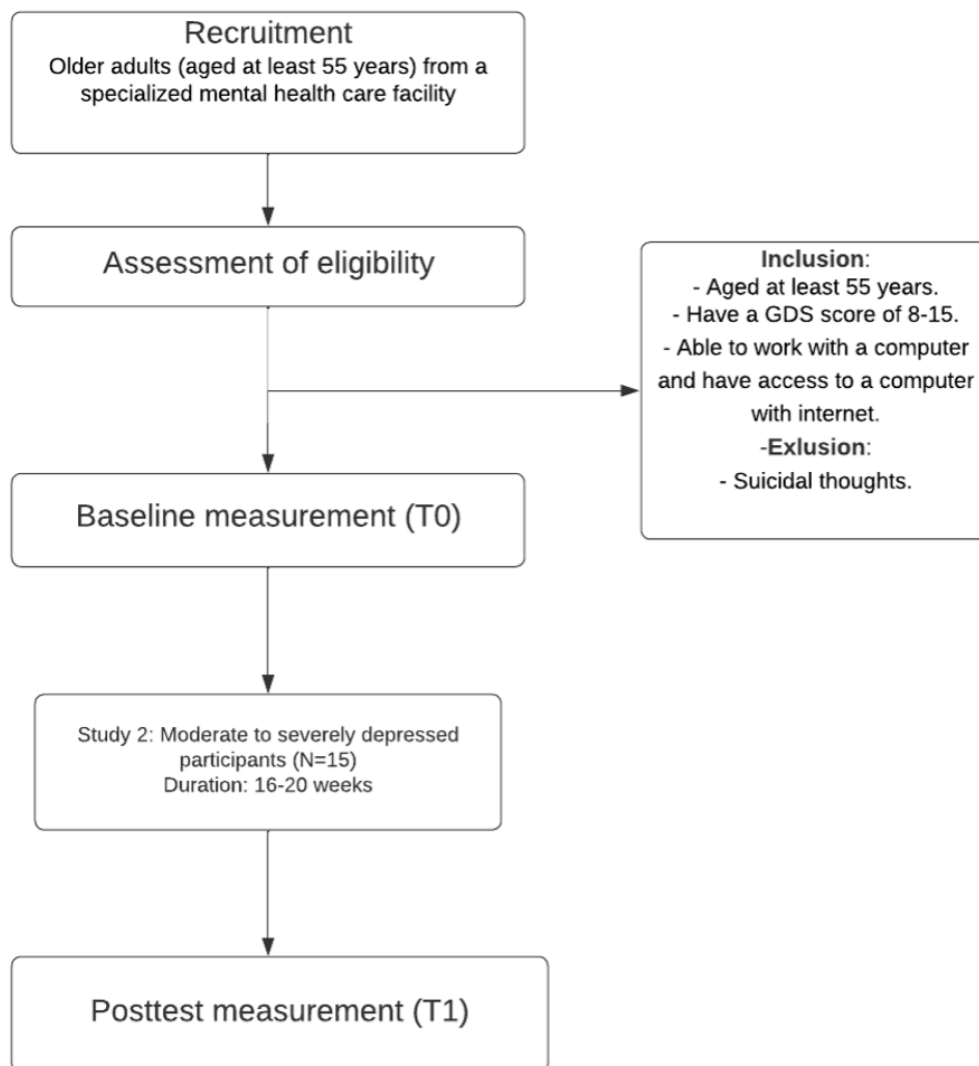 Recruitment
Older adults (aged at least 55 years) from a
specialized mental health care facility
Assessment of eligibility
Inclusion:
- Aged at least 55 years.
- Have a GDS score of 8-15.
- Able to work with a computer
and have access to a computer
with internet.
-Exlusion:
- Suicidal thoughts.
Baseline measurement (T0)
Study 2: Moderate to severely depressed
participants (N=15)
Duration: 16-20 weeks
Posttest measurement (T1)